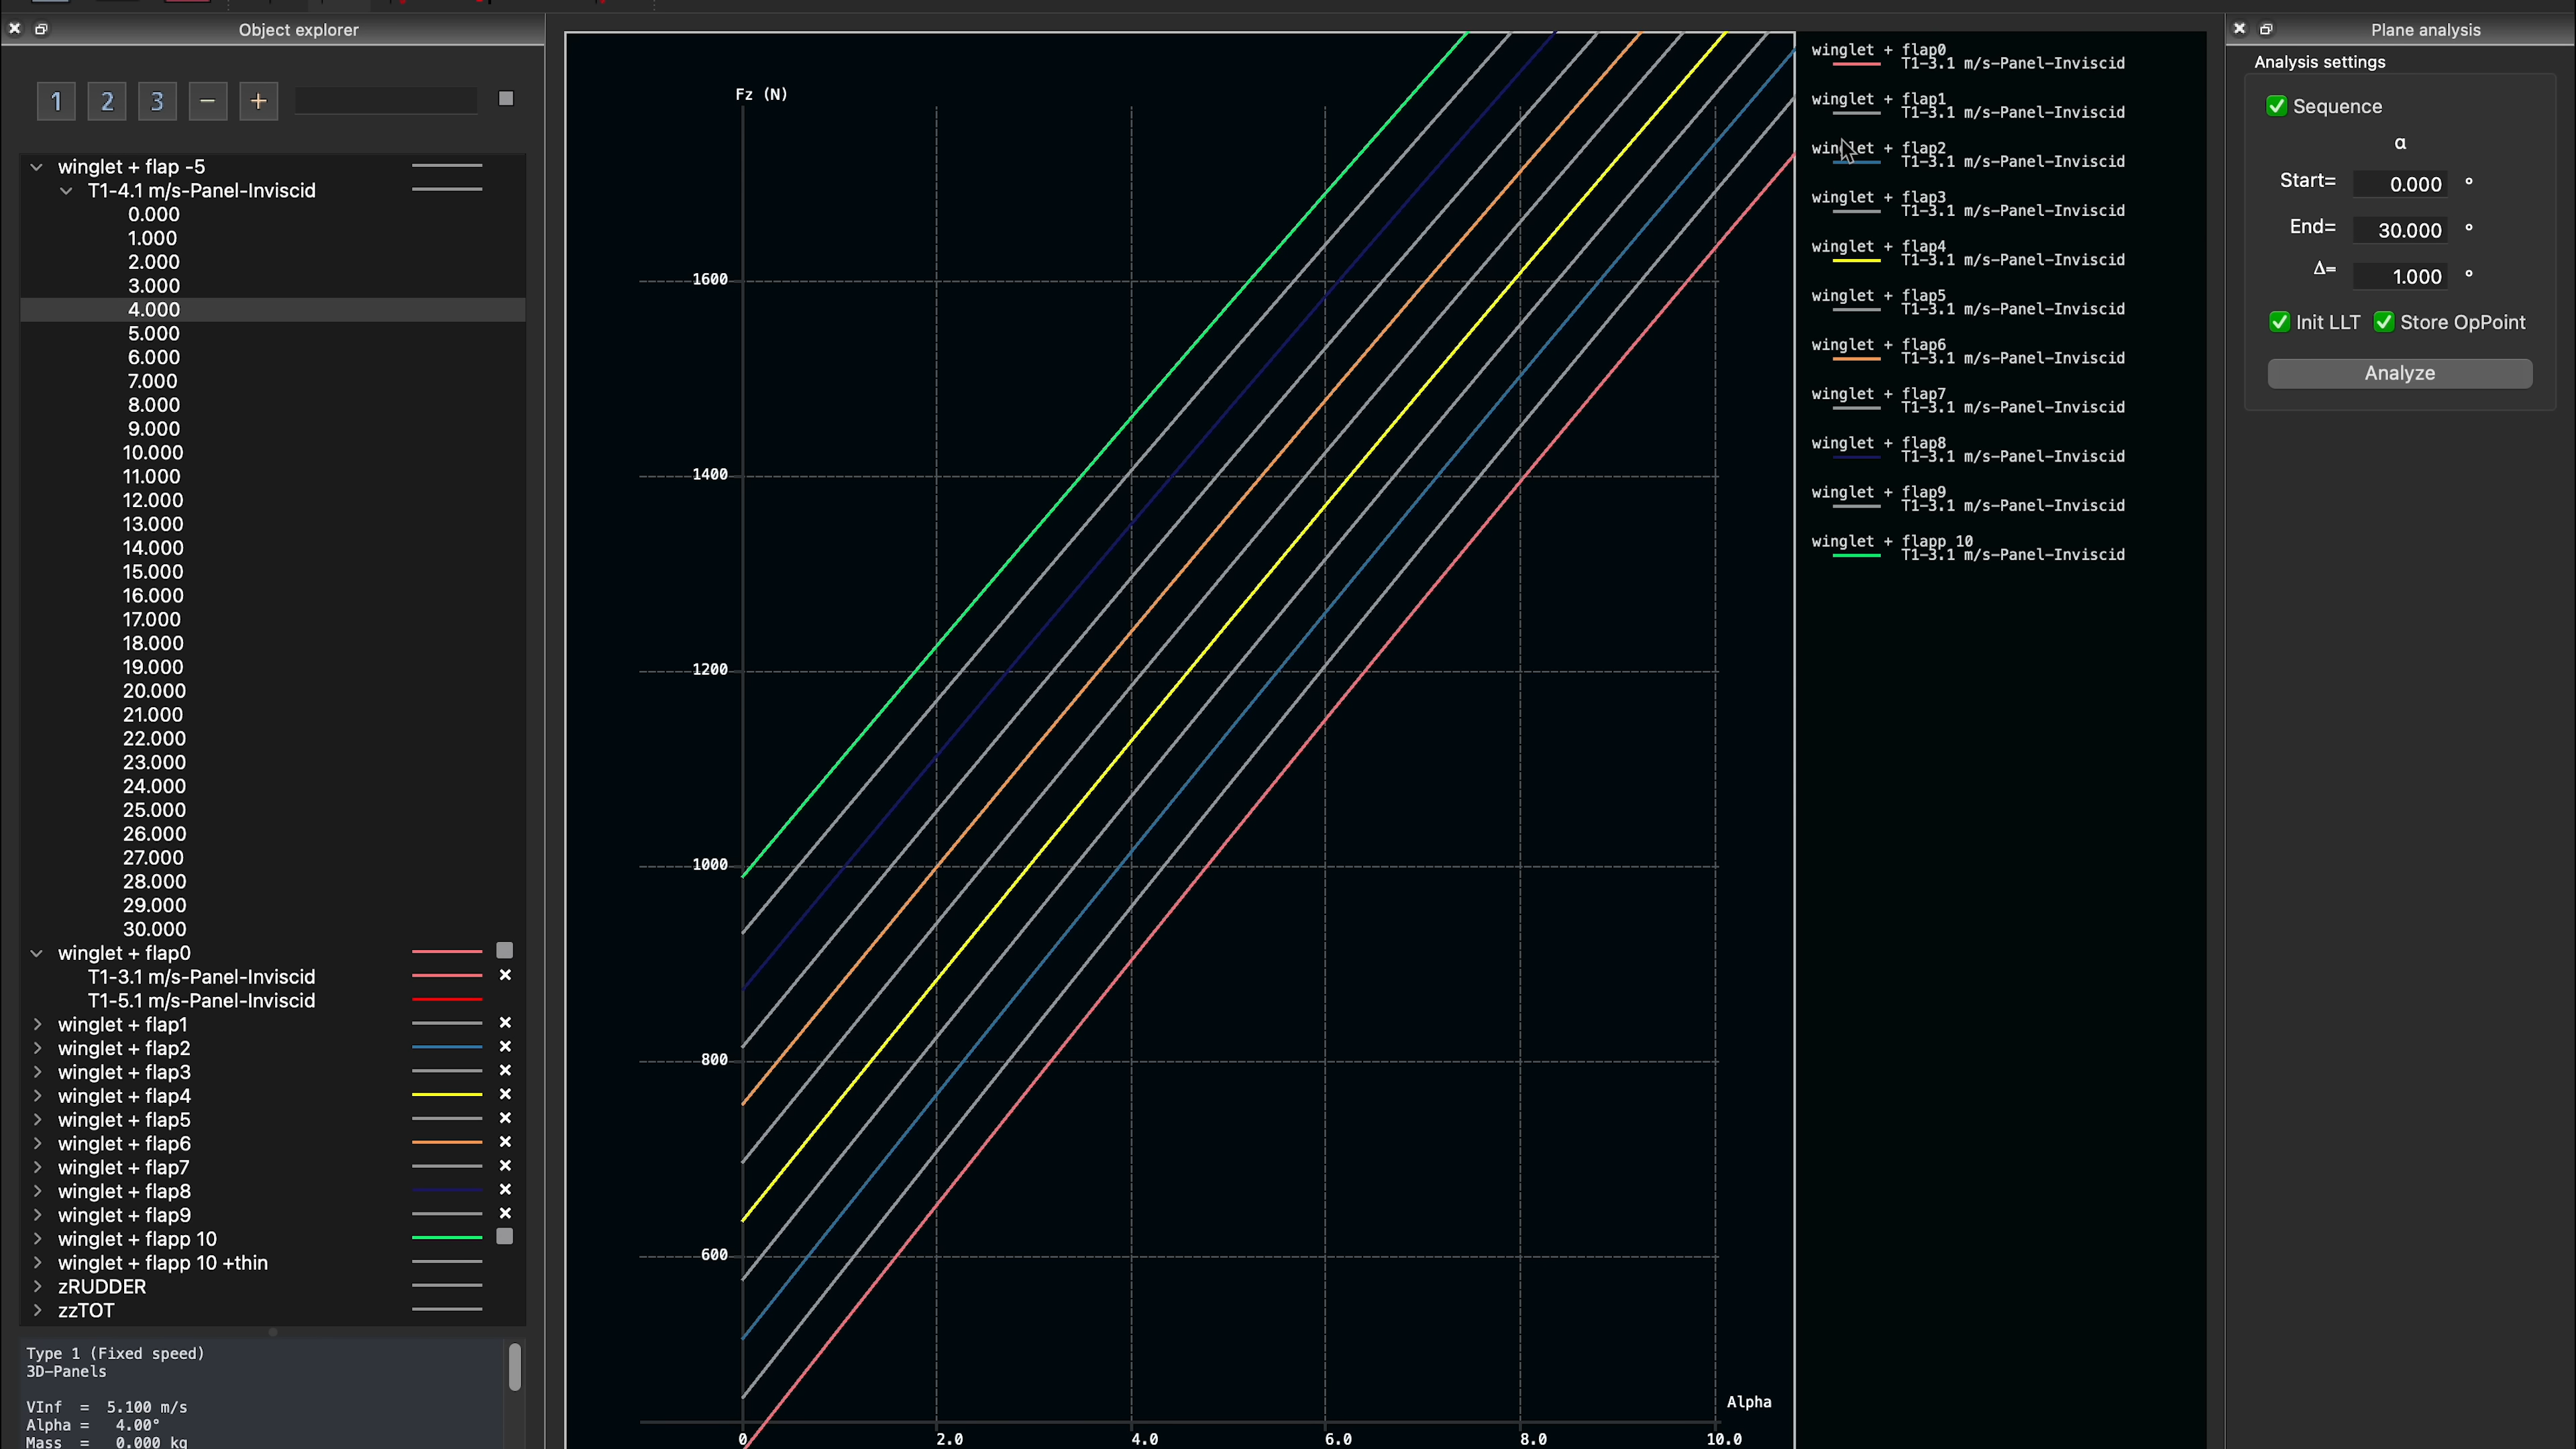 Object explorer
1 2 3 − +
winglet + flap -5
T1-4.1 m/s-Panel-Inviscid
0.000
1.000
2.000
3.000
4.000
5.000
6.000
7.000
8.000
9.000
10.000
11.000
12.000
13.000
14.000
15.000
16.000
17.000
18.000
19.000
20.000
21.000
22.000
23.000
24.000
25.000
26.000
27.000
28.000
29.000
30.000
winglet + flap0
T1-3.1 m/s-Panel-Inviscid
T1-5.1 m/s-Panel-Inviscid
winglet + flap1
winglet + flap2
winglet + flap3
winglet + flap4
winglet + flap5
winglet + flap6
winglet + flap7
winglet + flap8
winglet + flap9
winglet + flapp 10
winglet + flapp 10 +thin
zRUDDER
zzTOT
Type 1 (Fixed speed)
3D-Panels
VInf = 5.100 m/s
Alpha = 4.00°
Mass = 0.000 kg
Fz (N)
1600
1400
1200
1000
800
600
Alpha
0 2.0 4.0 6.0 8.0 10.0
winglet + flap0
T1-3.1 m/s-Panel-Inviscid
winglet + flap1
T1-3.1 m/s-Panel-Inviscid
winglet + flap2
T1-3.1 m/s-Panel-Inviscid
winglet + flap3
T1-3.1 m/s-Panel-Inviscid
winglet + flap4
T1-3.1 m/s-Panel-Inviscid
winglet + flap5
T1-3.1 m/s-Panel-Inviscid
winglet + flap6
T1-3.1 m/s-Panel-Inviscid
winglet + flap7
T1-3.1 m/s-Panel-Inviscid
winglet + flap8
T1-3.1 m/s-Panel-Inviscid
winglet + flap9
T1-3.1 m/s-Panel-Inviscid
winglet + flapp 10
T1-3.1 m/s-Panel-Inviscid
Plane analysis
Analysis settings
Sequence
α
Start= 0.000 °
End= 30.000 °
Δ= 1.000 °
Init LLT Store OpPoint
Analyze